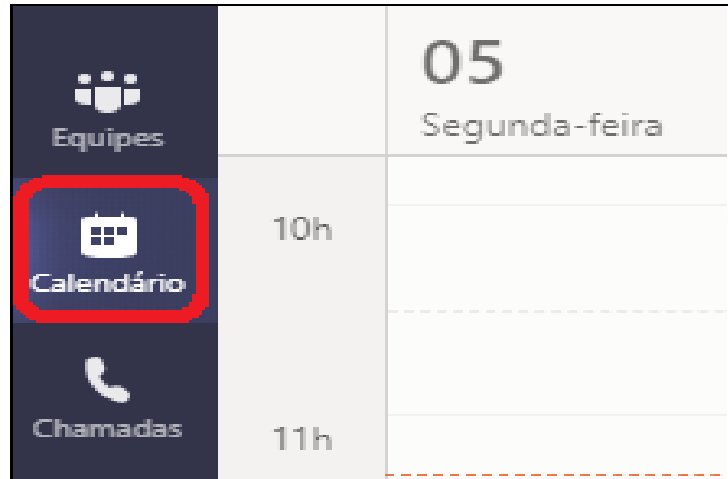 Equipes
Calendário
Chamadas
05
Segunda-feira
10h
11h